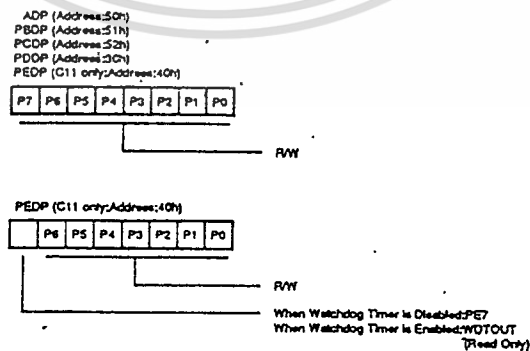 ADP (Address:50h)
PBDP (Address:51h)
PCDP (Address:52h)
PDDP (Address:30h)
PEDP (C11 only:Address:40h)
P7 P6 P5 P4 P3 P2 P1 P0
R/W
PEDP (C11 only:Address:40h)
P6 P5 P4 P3 P2 P1 P0
R/W
When Watchdog Timer is Disabled:PE7
When Watchdog Timer is Enabled:WDTOUT
(Read Only)